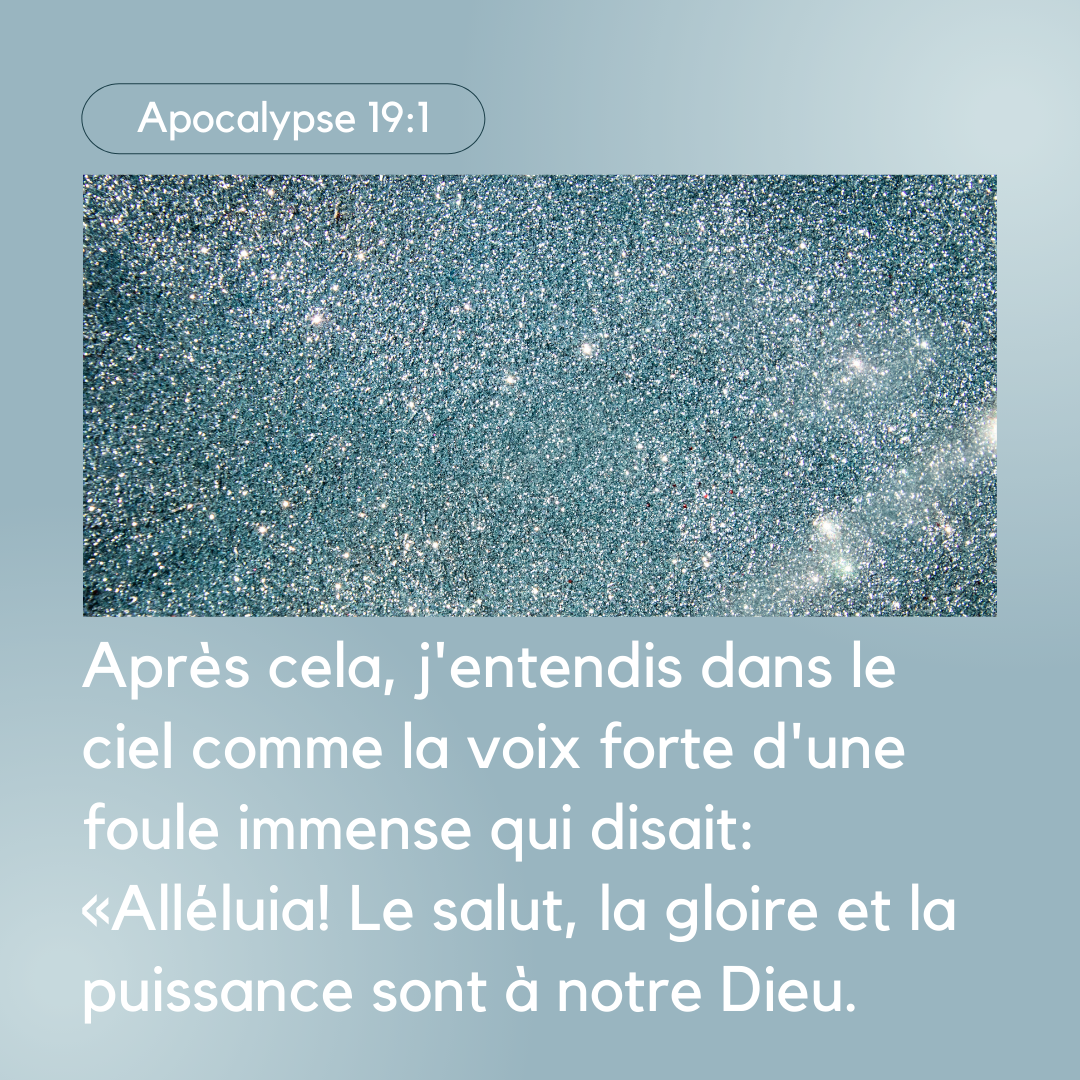 Apocalypse 19:1
Après cela, j'entendis dans le
ciel comme la voix forte d'une
foule immense qui disait:
«Alléluia! Le salut, la gloire et la
puissance sont à notre Dieu.